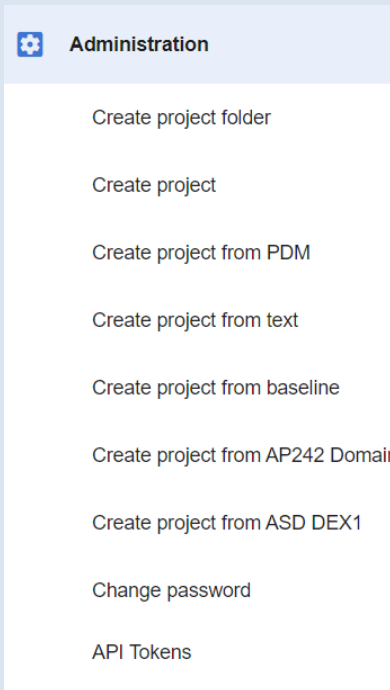 Administration
Create project folder
Create project
Create project from PDM
Create project from text
Create project from baseline
Create project from AP242
Create project from ASD DEX1
Change password
API Tokens